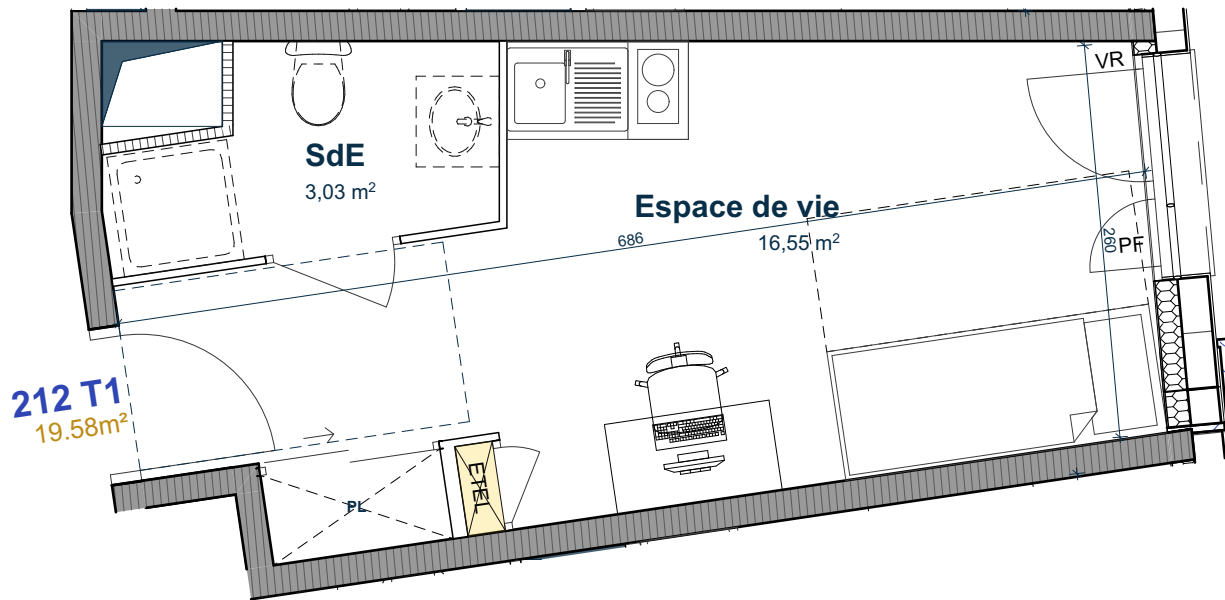 VR
SdE
3,03 m²
Espace de vie
16,55 m²
686
260
PF
212 T1
19.58m²
PL
ETEL